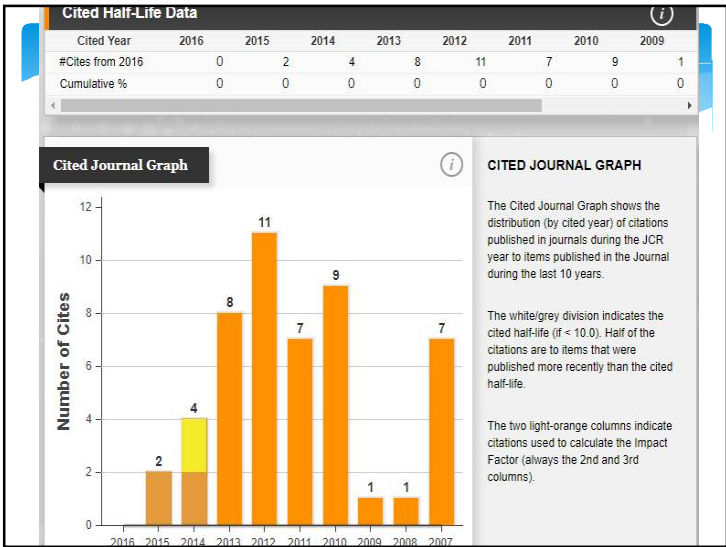 Cited Half-Life Data
Cited Year 2016 2015 2014 2013 2012 2011 2010 2009
#Cites from 2016 0 2 4 8 11 7 9 1
Cumulative % 0 0 0 0 0 0 0 0
Cited Journal Graph
12
10
8
6
4
2
0
Number of Cites
2
4
8
11
7
9
1
1
7
2016 2015 2014 2013 2012 2011 2010 2009 2008 2007
CITED JOURNAL GRAPH
The Cited Journal Graph shows the
distribution (by cited year) of citations
published in journals during the JCR
year to items published in the Journal
during the last 10 years.
The white/grey division indicates the
cited half-life (if < 10.0). Half of the
citations are to items that were
published more recently than the cited
half-life.
The two light-orange columns indicate
citations used to calculate the Impact
Factor (always the 2nd and 3rd
columns).